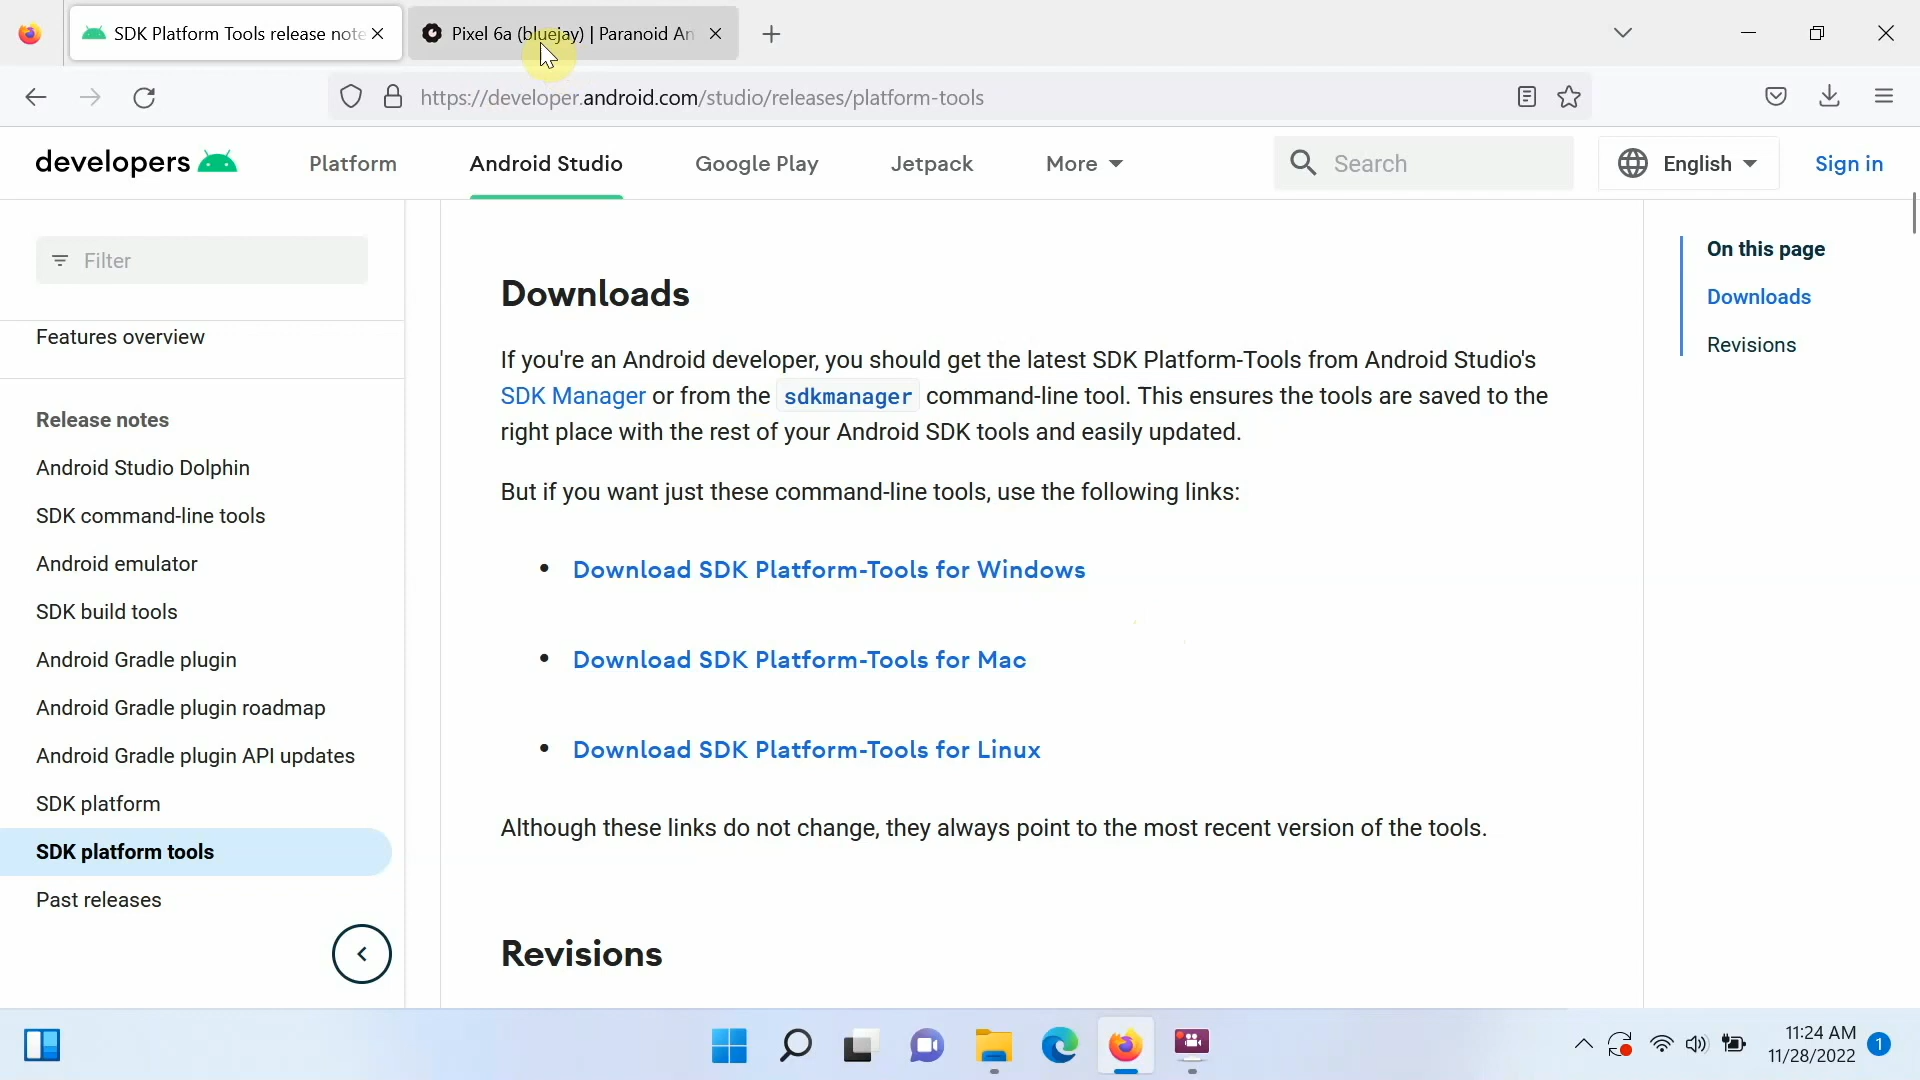 SDK Platform Tools release note
Pixel 6a (bluejay) | Paranoid An
https://developer.android.com/studio/releases/platform-tools
developers
Platform
Android Studio
Google Play
Jetpack
More
Search
English
Sign in
Filter
Features overview
Release notes
Android Studio Dolphin
SDK command-line tools
Android emulator
SDK build tools
Android Gradle plugin
Android Gradle plugin roadmap
Android Gradle plugin API updates
SDK platform
SDK platform tools
Past releases
Downloads
If you're an Android developer, you should get the latest SDK Platform-Tools from Android Studio's
SDK Manager or from the sdkmanager command-line tool. This ensures the tools are saved to the
right place with the rest of your Android SDK tools and easily updated.
But if you want just these command-line tools, use the following links:
• Download SDK Platform-Tools for Windows
• Download SDK Platform-Tools for Mac
• Download SDK Platform-Tools for Linux
Although these links do not change, they always point to the most recent version of the tools.
Revisions
On this page
Downloads
Revisions
11:24 AM
11/28/2022
1